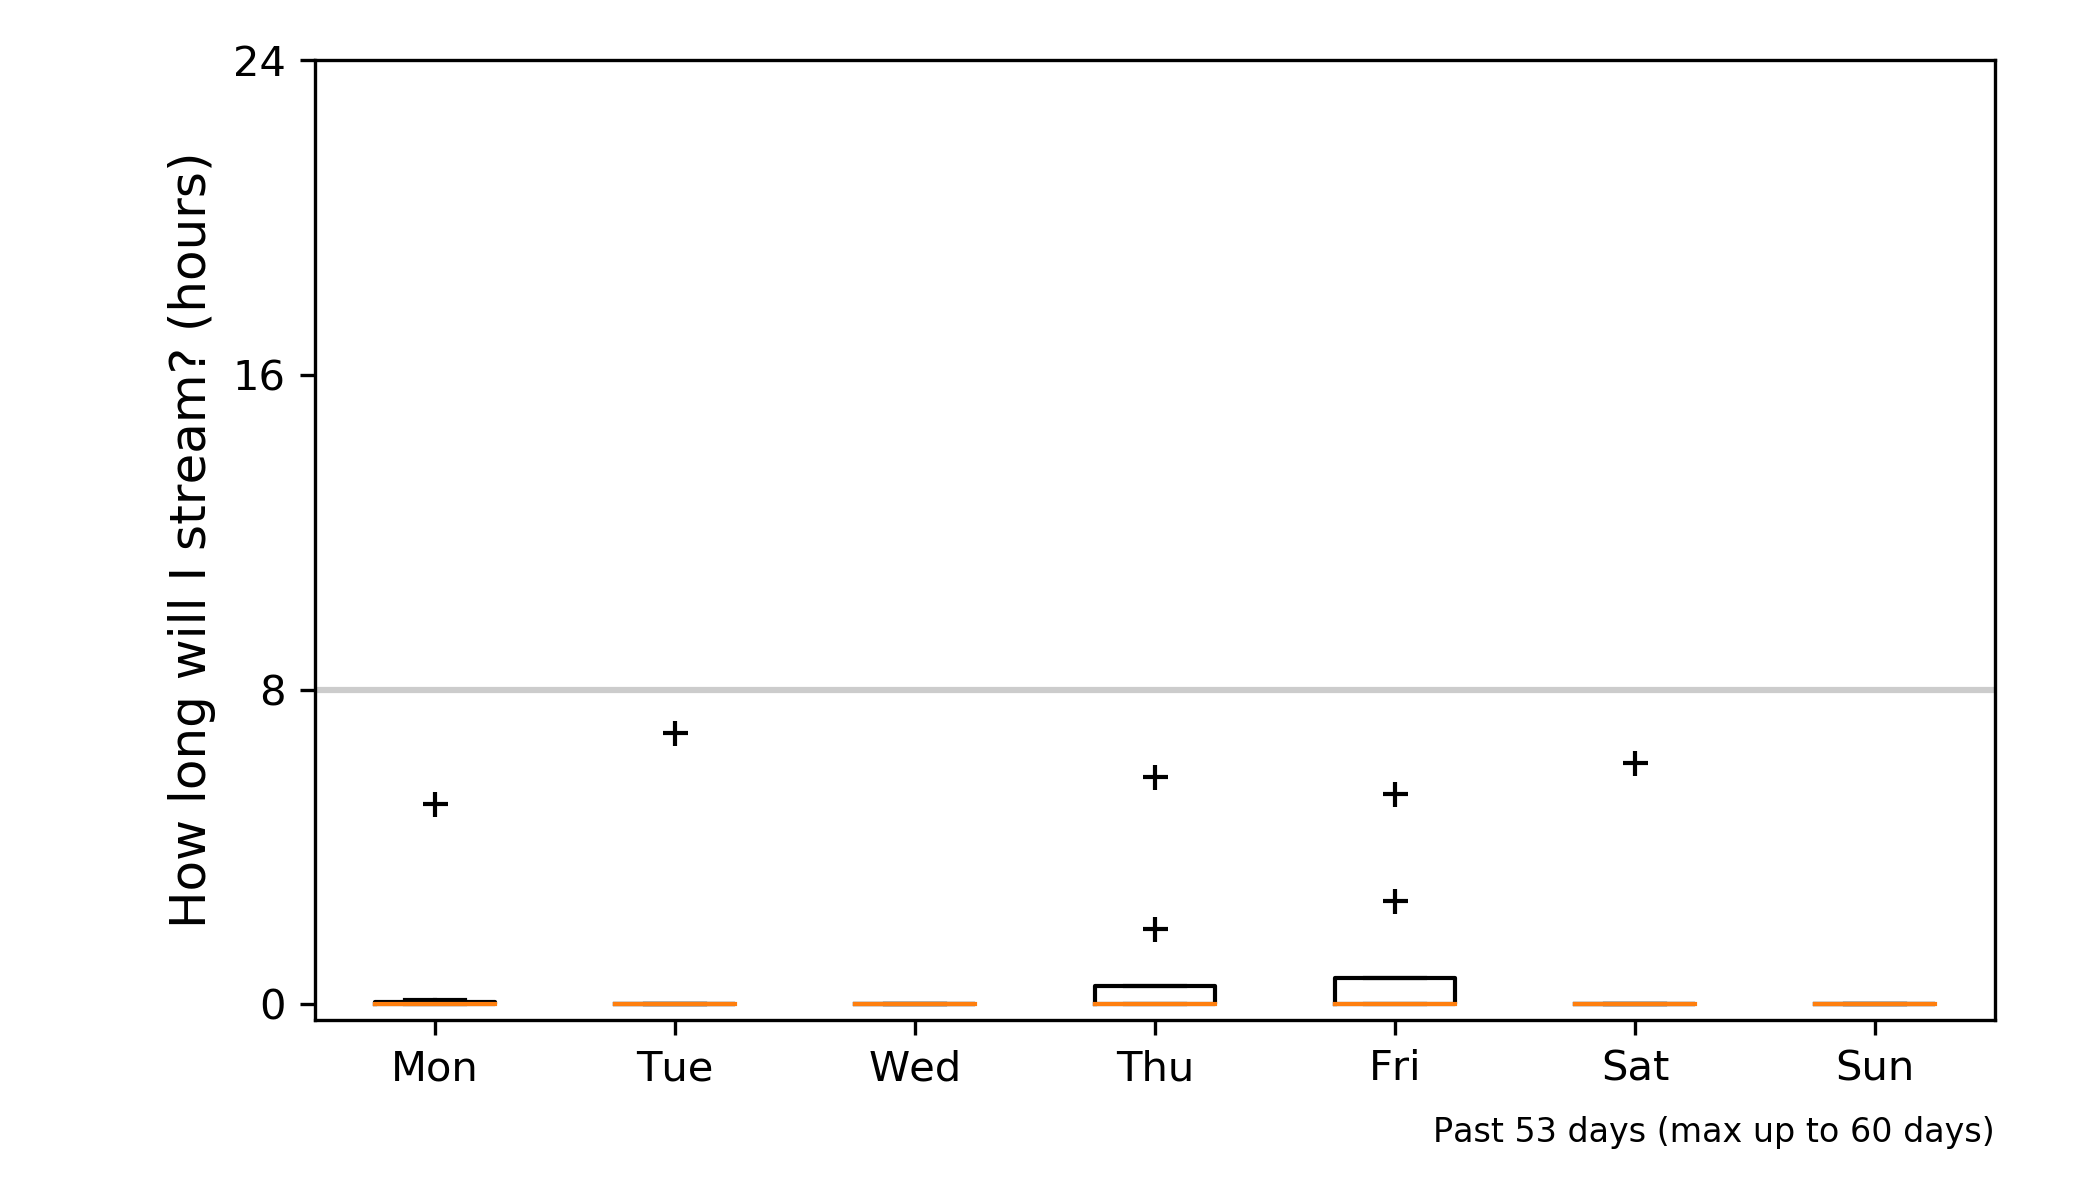 How long will I stream? (hours)
24
16
8
0
Mon Tue Wed Thu Fri Sat Sun
Past 53 days (max up to 60 days)